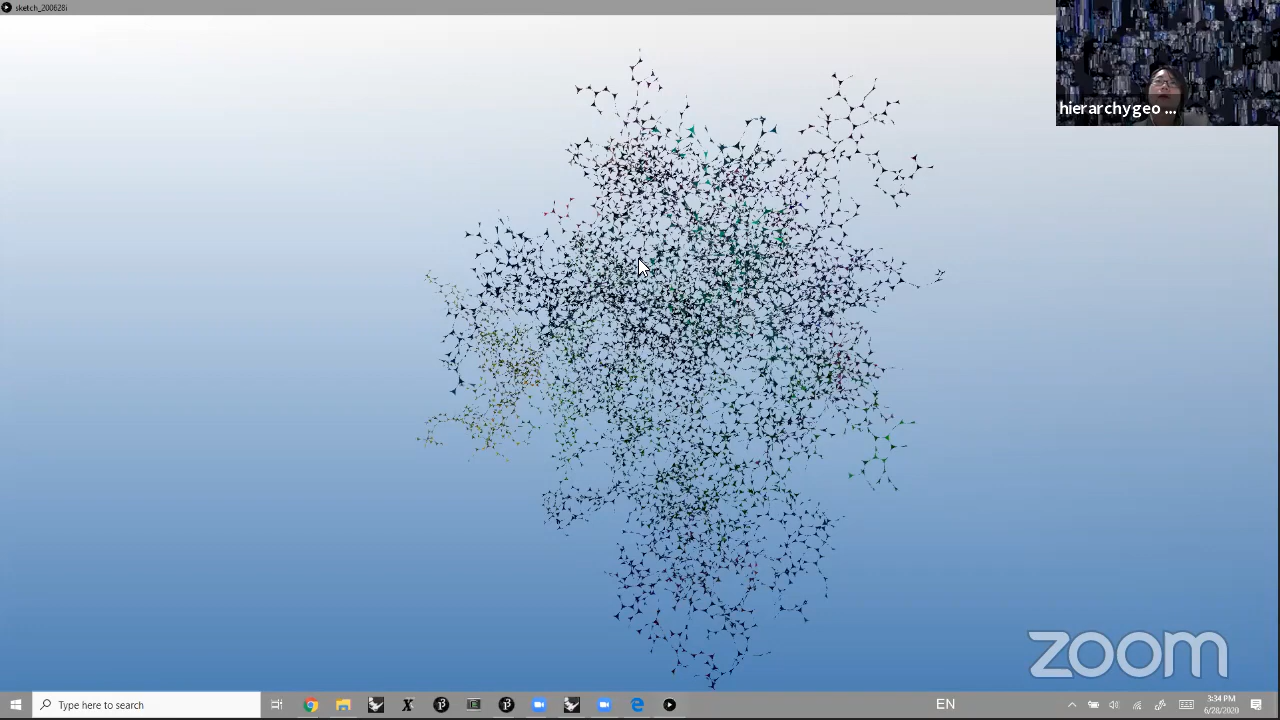 sketch_200628i
hierarchygeo ...
zoom
Type here to search
EN
3:34 PM
6/28/2020